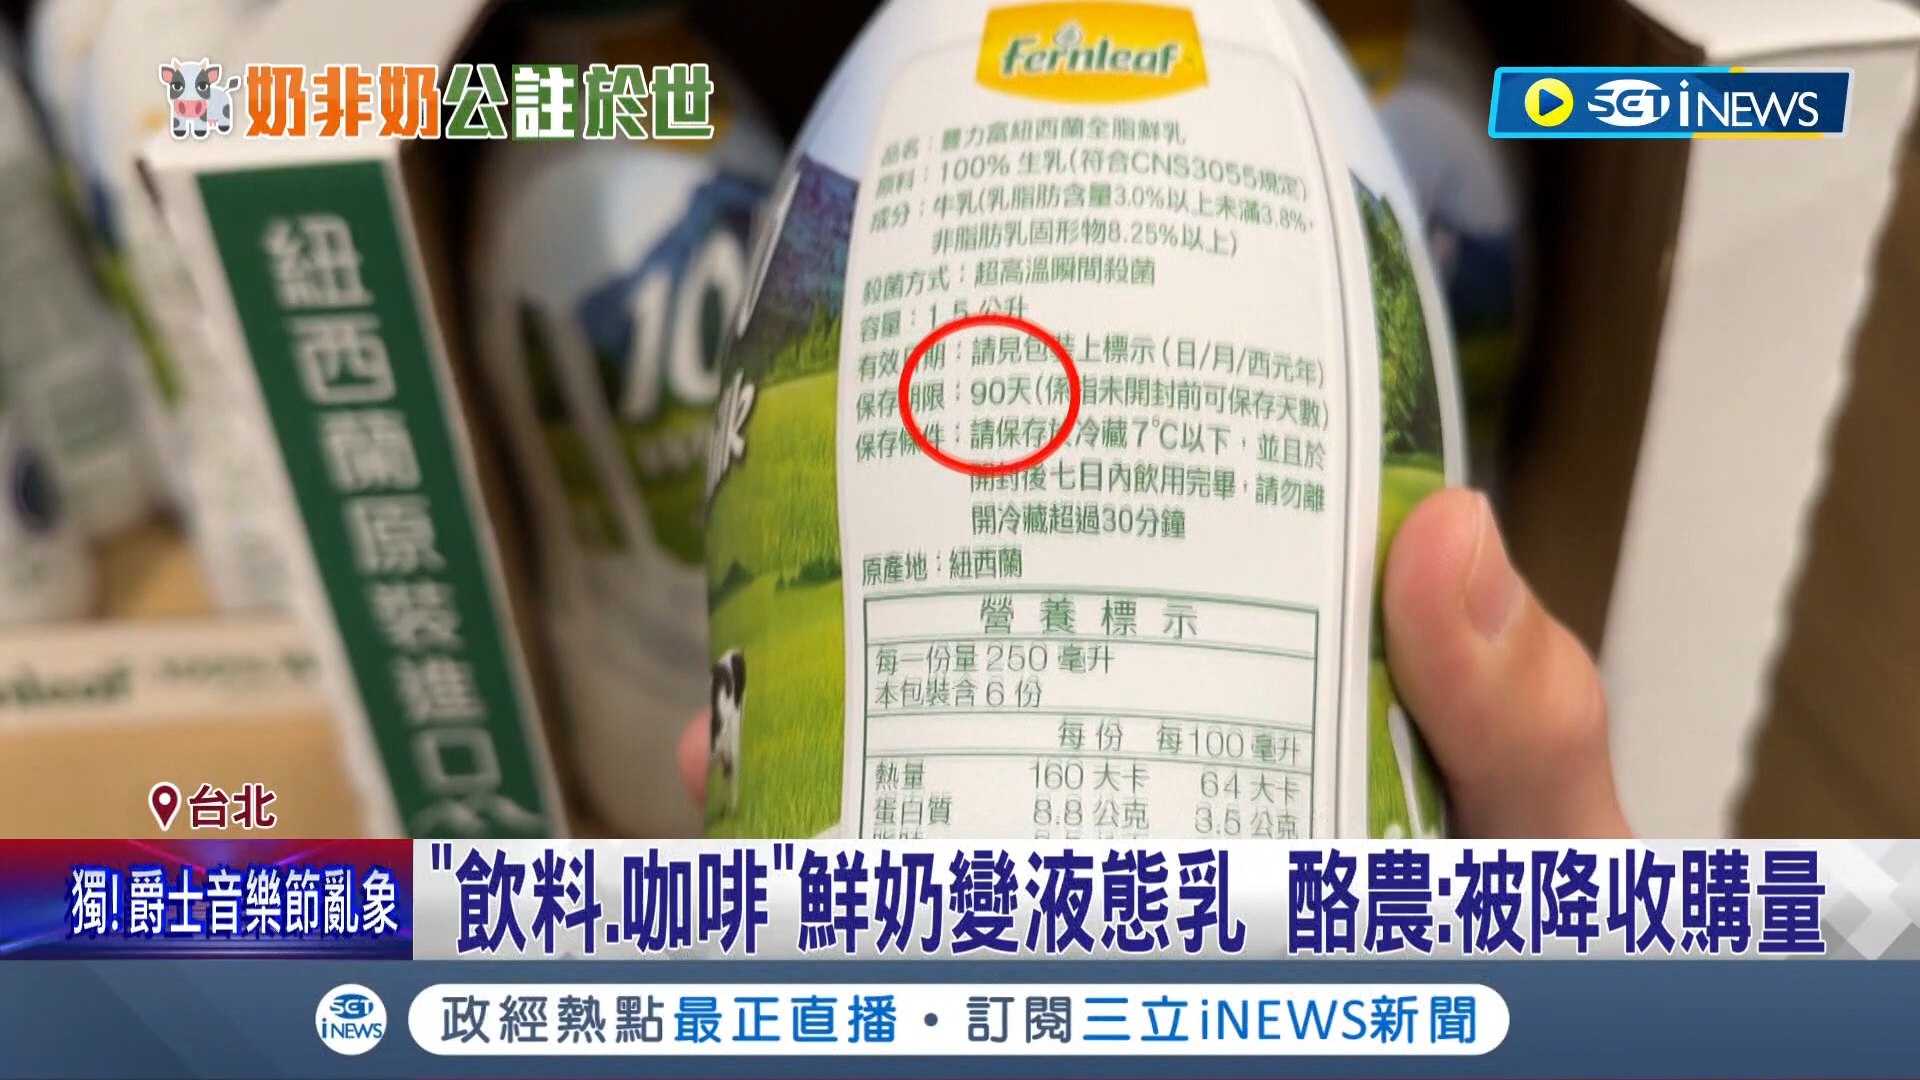 奶非奶公註於世
SET iNEWS
Fernleaf
品名：豐力富紐西蘭全脂鮮乳
原料：100% 生乳(符合CNS3055規定)
成分：牛乳(乳脂肪含量3.0%以上未滿3.8%,
非脂肪乳固形物8.25%以上)
殺菌方式：超高溫瞬間殺菌
容量：1.5公升
有效日期：請見包裝上標示(日/月/西元年)
保存期限：90天(係指未開封前可保存天數)
保存條件：請保存於冷藏7℃以下，並且於
開封後七日內飲用完畢，請勿離
開冷藏超過30分鐘
原產地：紐西蘭
營養標示
每一份量 250 毫升
本包裝含 6 份
每份 每100毫升
熱量 160 大卡 64 大卡
蛋白質 8.8 公克 3.5 公克
紐西蘭原裝進口
10
台北
獨!爵士音樂節亂象
"飲料.咖啡"鮮奶變液態乳 酪農:被降收購量
SET iNEWS
政經熱點最正直播・訂閱三立iNEWS新聞